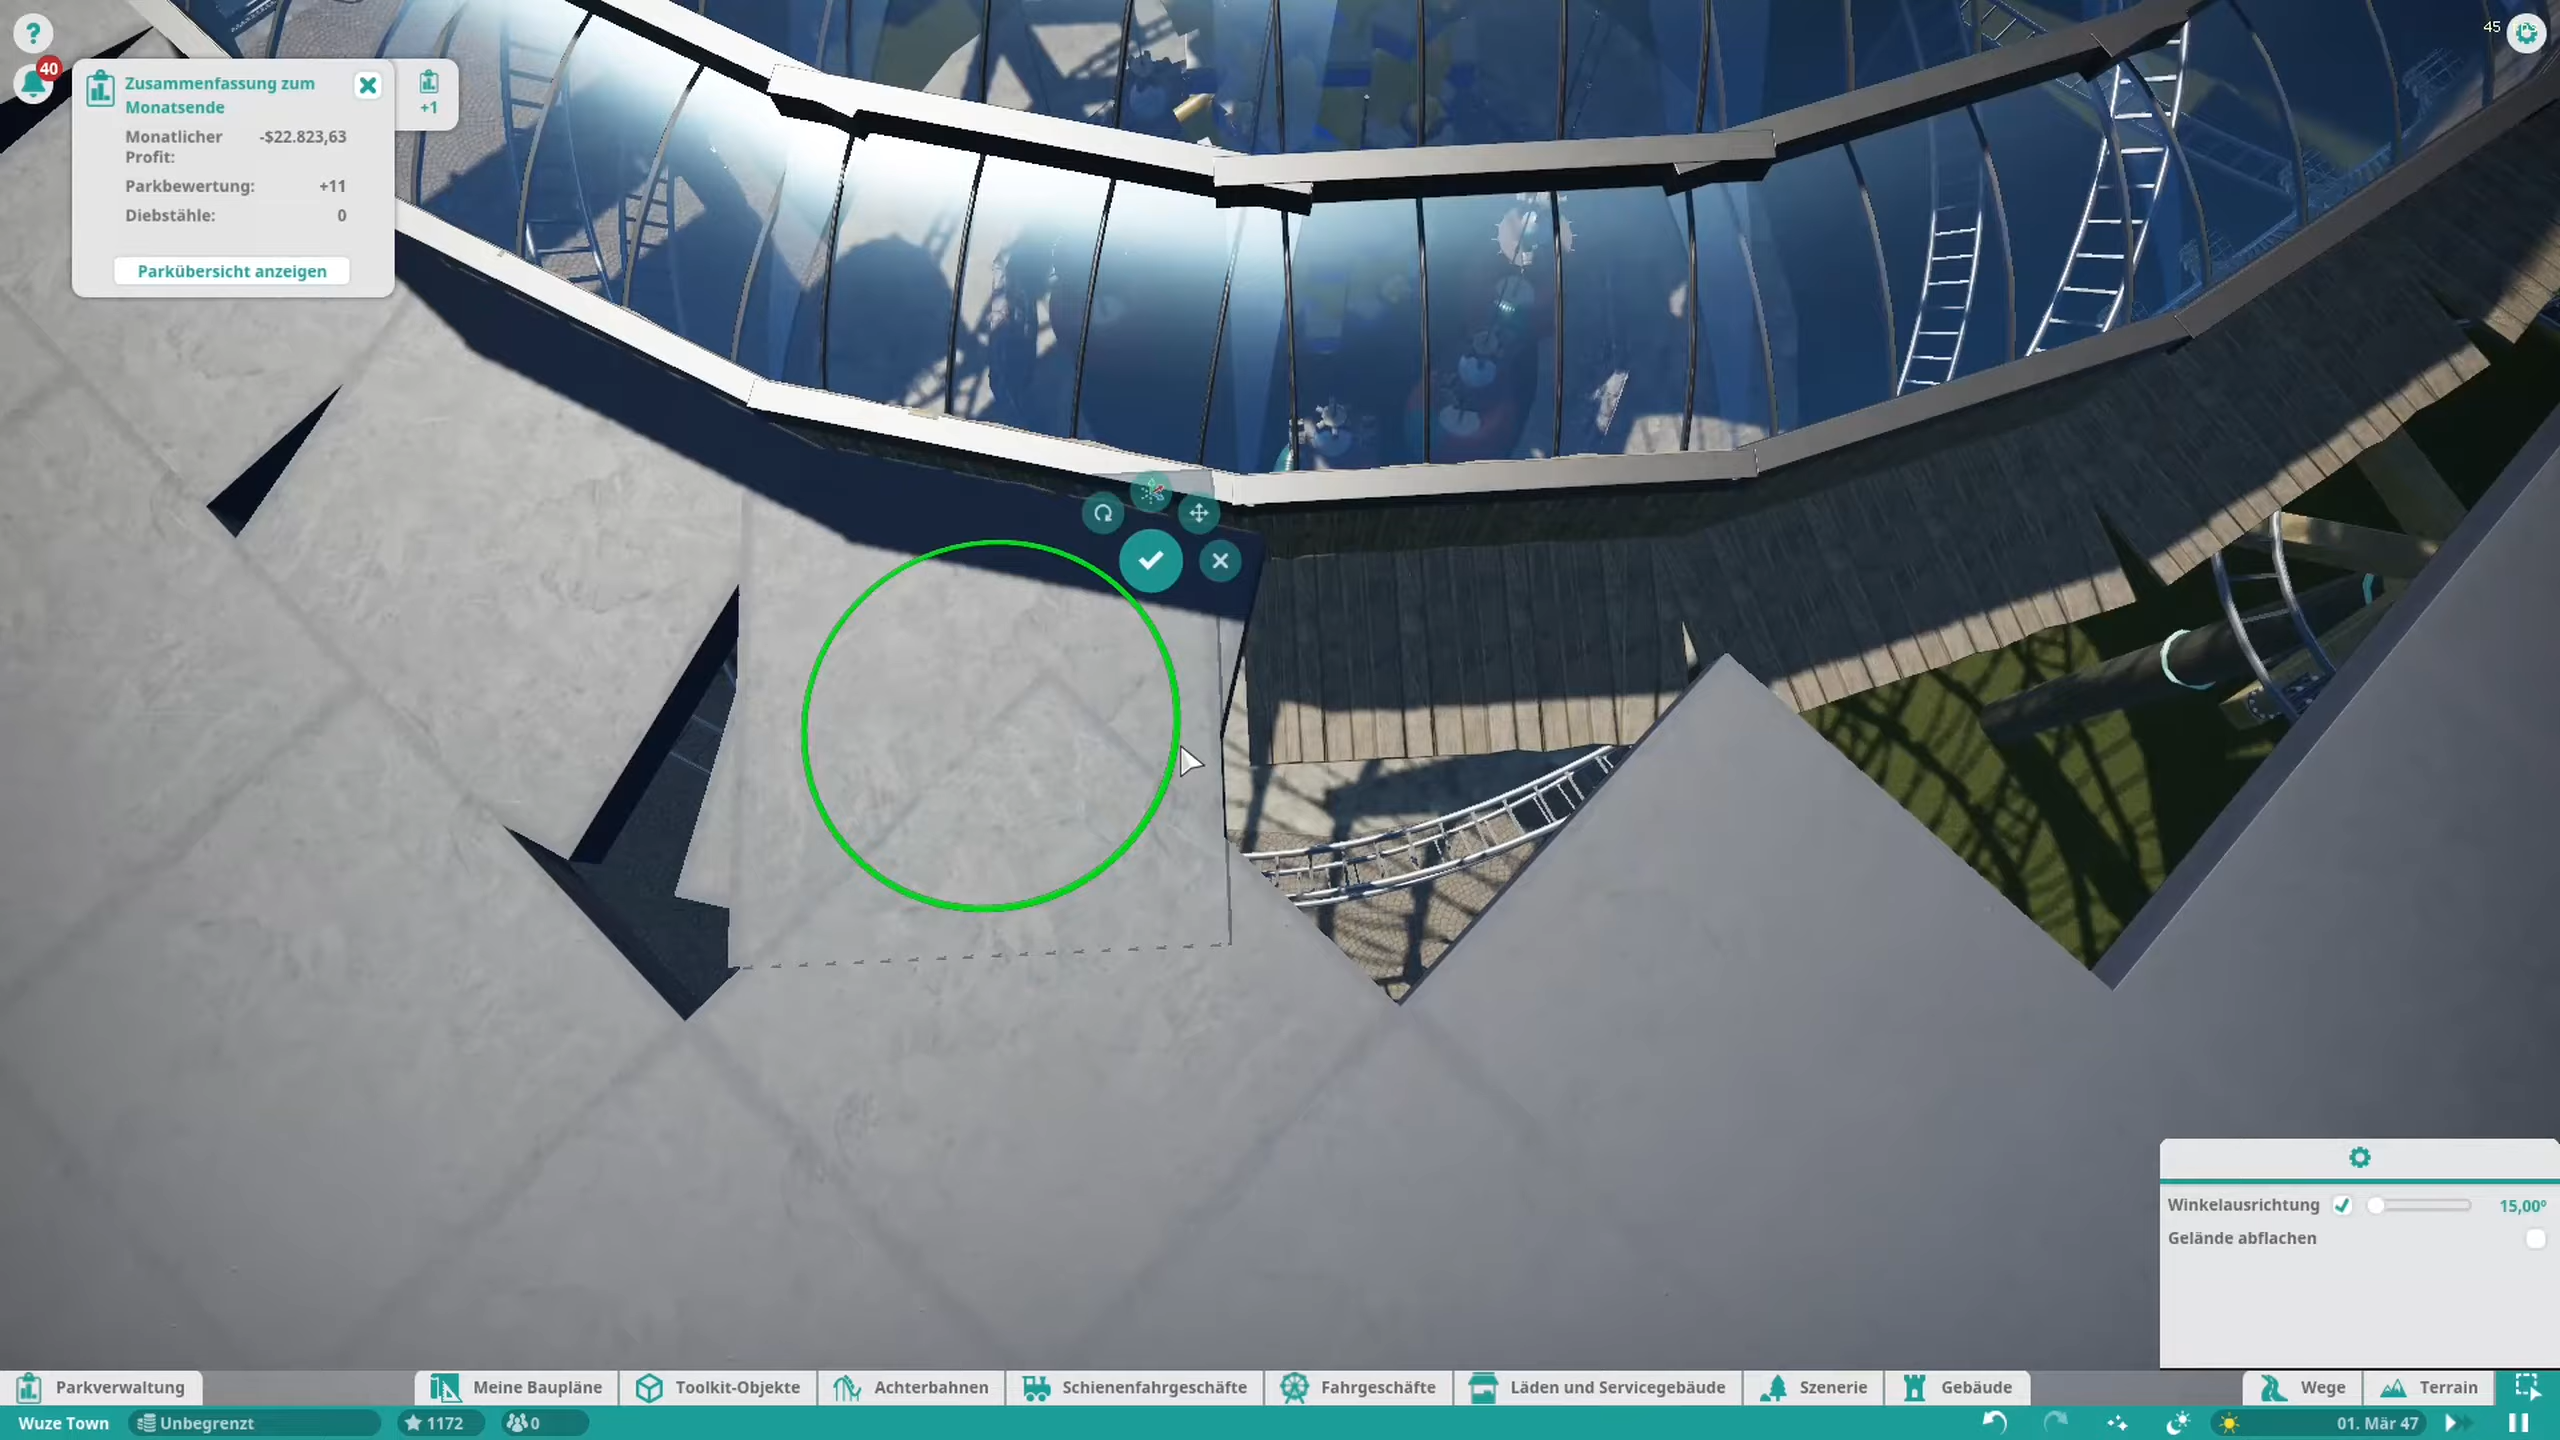 ?
45
40
Zusammenfassung zum
Monatsende
+1
Monatlicher -$22.823,63
Profit:
Parkbewertung: +11
Diebstähle: 0
Parkübersicht anzeigen
Winkelausrichtung 15,00°
Gelände abflachen
Parkverwaltung Meine Baupläne Toolkit-Objekte Achterbahnen Schienenfahrgeschäfte Fahrgeschäfte Läden und Servicegebäude Szenerie Gebäude Wege Terrain
Wuze Town Unbegrenzt 1172 0 01. Mär 47